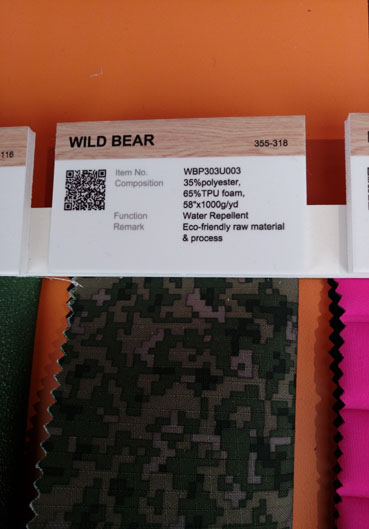 WILD BEAR 355-318
Item No. WBP303U003
Composition 35%polyester,
65%TPU foam,
58"x1000g/yd
Function Water Repellent
Remark Eco-friendly raw material
& process
-116